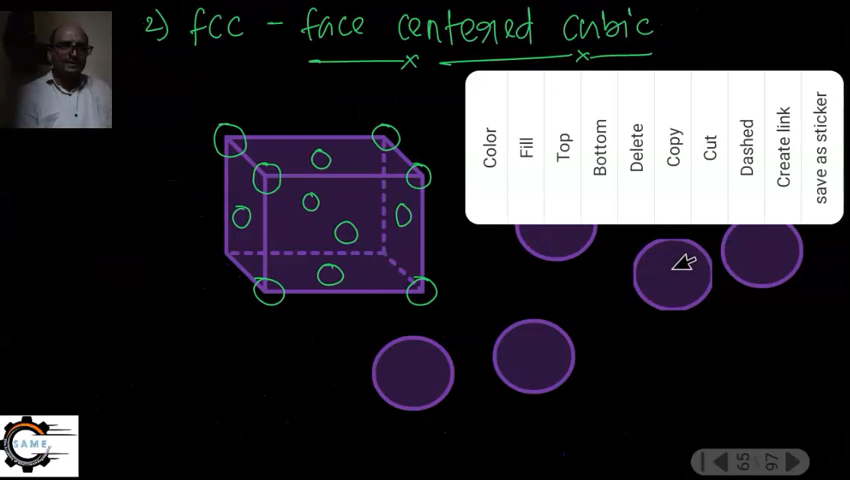 2) fcc - face centered cubic
Color
Fill
Top
Bottom
Delete
Copy
Cut
Dashed
Create link
save as sticker
SAME
65
97